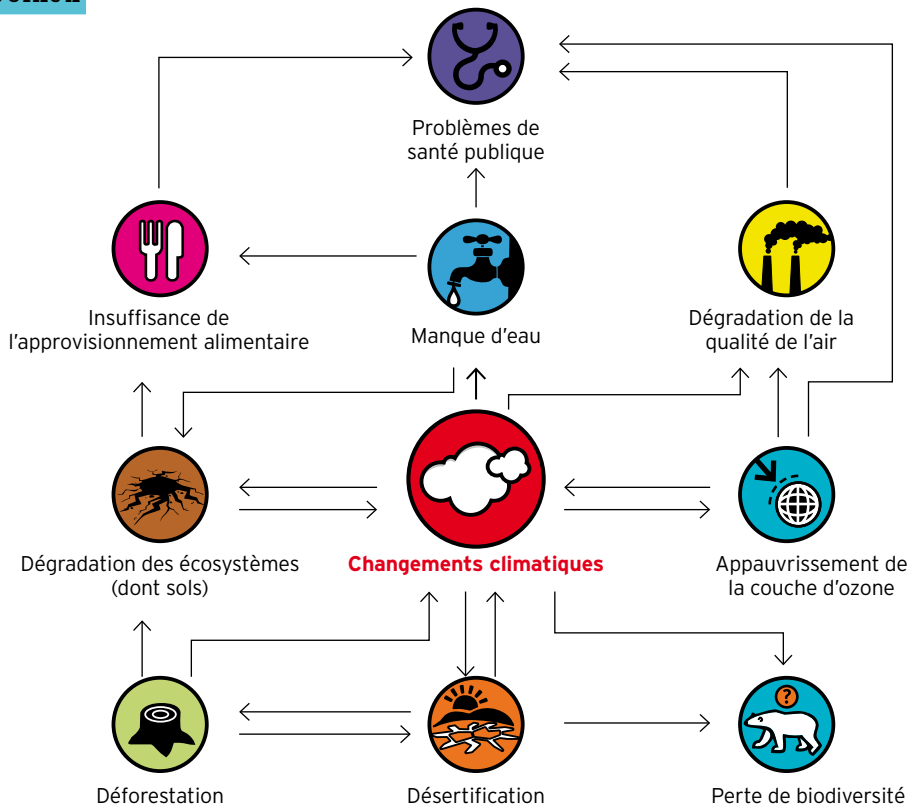 Problèmes de
santé publique
Insuffisance de
l'approvisionnement alimentaire
Manque d'eau
Dégradation de la
qualité de l'air
Dégradation des écosystèmes
(dont sols)
Changements climatiques
Appauvrissement de
la couche d'ozone
?
Déforestation
Désertification
Perte de biodiversité